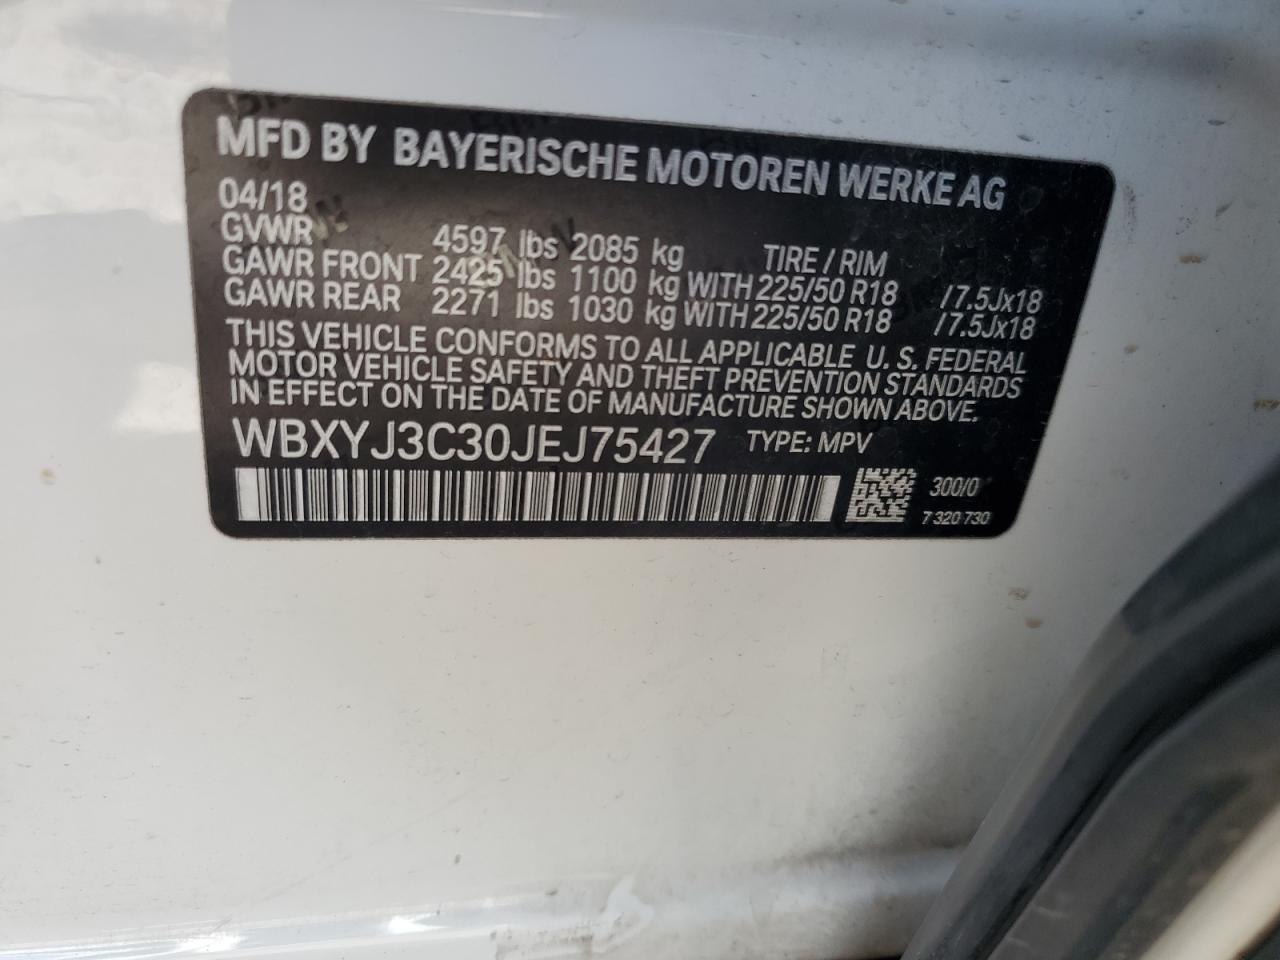 MFD BY BAYERISCHE MOTOREN WERKE AG
04/18
GVWR 4597 lbs 2085 kg TIRE / RIM
GAWR FRONT 2425 lbs 1100 kg WITH 225/50 R18 /7.5Jx18
GAWR REAR 2271 lbs 1030 kg WITH 225/50 R18 /7.5Jx18
THIS VEHICLE CONFORMS TO ALL APPLICABLE U. S. FEDERAL
MOTOR VEHICLE SAFETY AND THEFT PREVENTION STANDARDS
IN EFFECT ON THE DATE OF MANUFACTURE SHOWN ABOVE.
WBXYJ3C30JEJ75427 TYPE: MPV
300/0
7 320 730